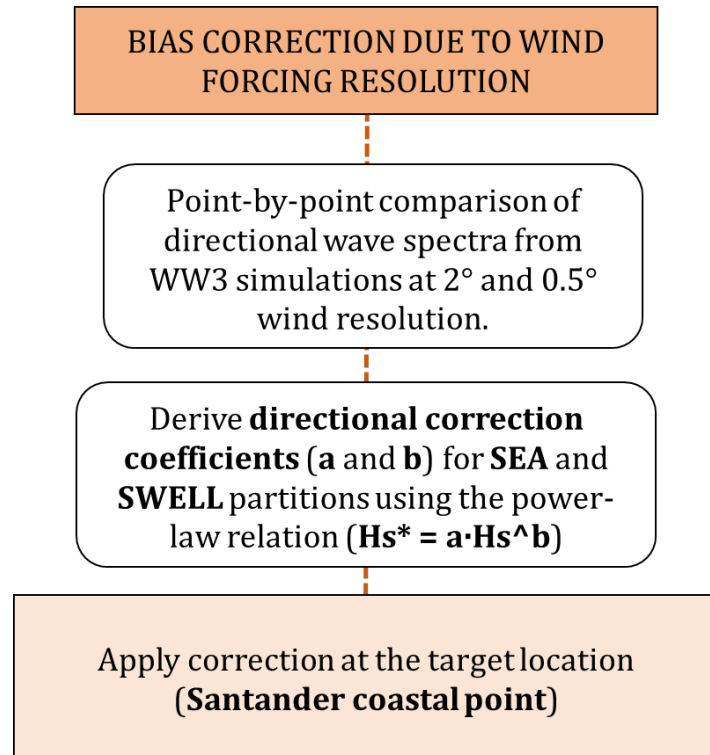 BIAS CORRECTION DUE TO WIND
FORCING RESOLUTION
Point-by-point comparison of
directional wave spectra from
WW3 simulations at 2° and 0.5°
wind resolution.
Derive directional correction
coefficients (a and b) for SEA and
SWELL partitions using the power-
law relation (Hs* = a·Hs^b)
Apply correction at the target location
(Santander coastal point)